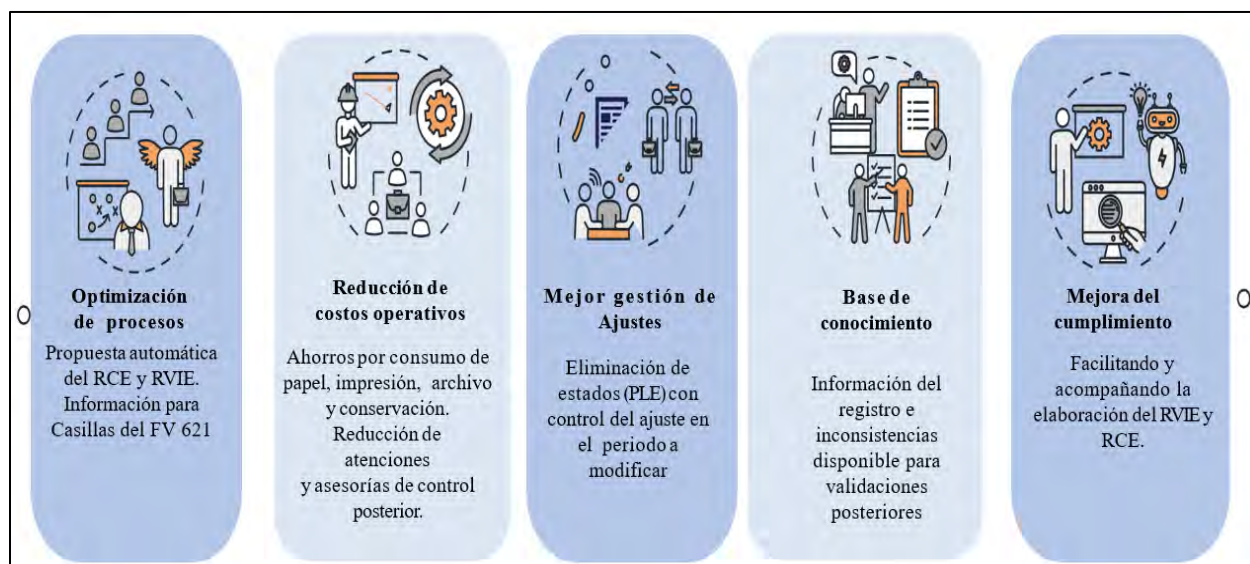 Optimización
de procesos
Propuesta automática
del RCE y RVIE.
Información para
Casillas del FV 621
Reducción de
costos operativos
Ahorros por consumo de
papel, impresión, archivo
y conservación.
Reducción de
atenciones
y asesorías de control
posterior.
Mejor gestión de
Ajustes
Eliminación de
estados (PLE) con
control del ajuste en
el periodo a
modificar
Base de
conocimiento
Información del
registro e
inconsistencias
disponible para
validaciones
posteriores
Mejora del
cumplimiento
Facilitando y
acompañando la
elaboración del RVIE y
RCE.